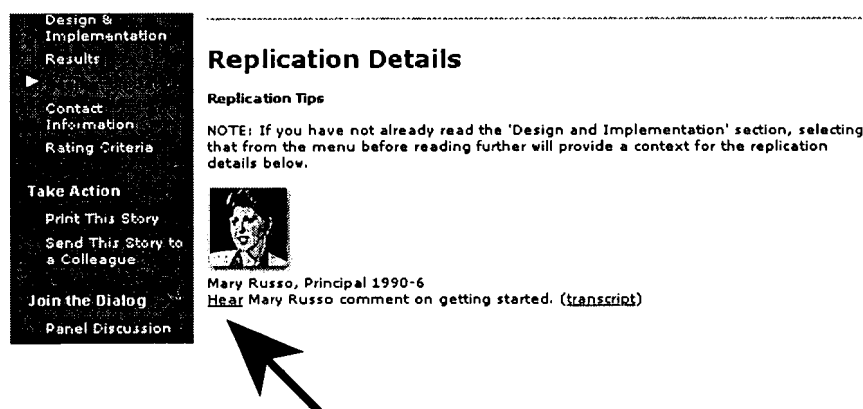 Design &
Implementation
Results
Contact
Information
Rating Criteria
Take Action
Print This Story
Send This Story to
a Colleague
Join the Dialog
Panel Discussion
Replication Details
Replication Tips
NOTE: If you have not already read the 'Design and Implementation' section, selecting
that from the menu before reading further will provide a context for the replication
details below.
Mary Russo, Principal 1990-6
Hear Mary Russo comment on getting started. (transcript)